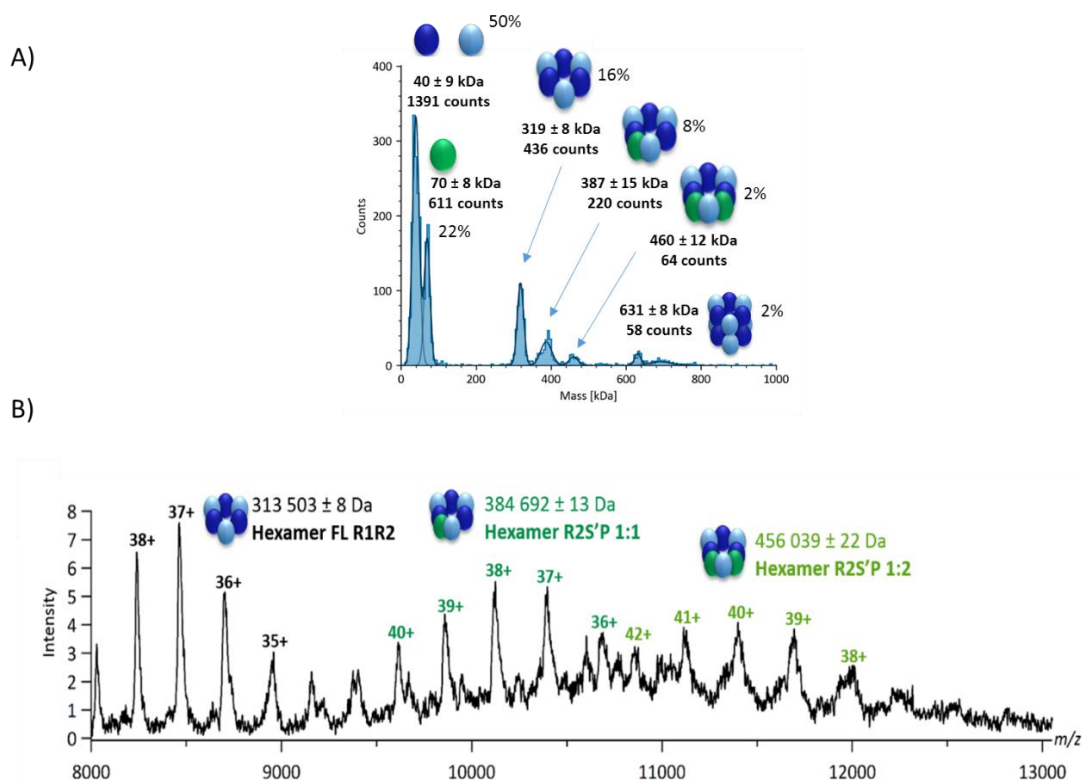 A)
50%
400
40 ± 9 kDa
1391 counts
16%
319 ± 8 kDa
436 counts
8%
300
70 ± 8 kDa
611 counts
387 ± 15 kDa
220 counts
2%
Counts
22%
200
460 ± 12 kDa
64 counts
631 ± 8 kDa
58 counts
2%
100
0
0 200 400 600 800 1000
Mass [kDa]
B)
313 503 ± 8 Da
Hexamer FL R1R2
384 692 ± 13 Da
Hexamer R2S’P 1:1
456 039 ± 22 Da
Hexamer R2S’P 1:2
Intensity
8
7
6
5
4
3
2
1
0
38+
37+
36+
35+
40+
39+
38+
37+
36+
42+
41+
40+
39+
38+
8000 9000 10000 11000 12000 13000
m/z